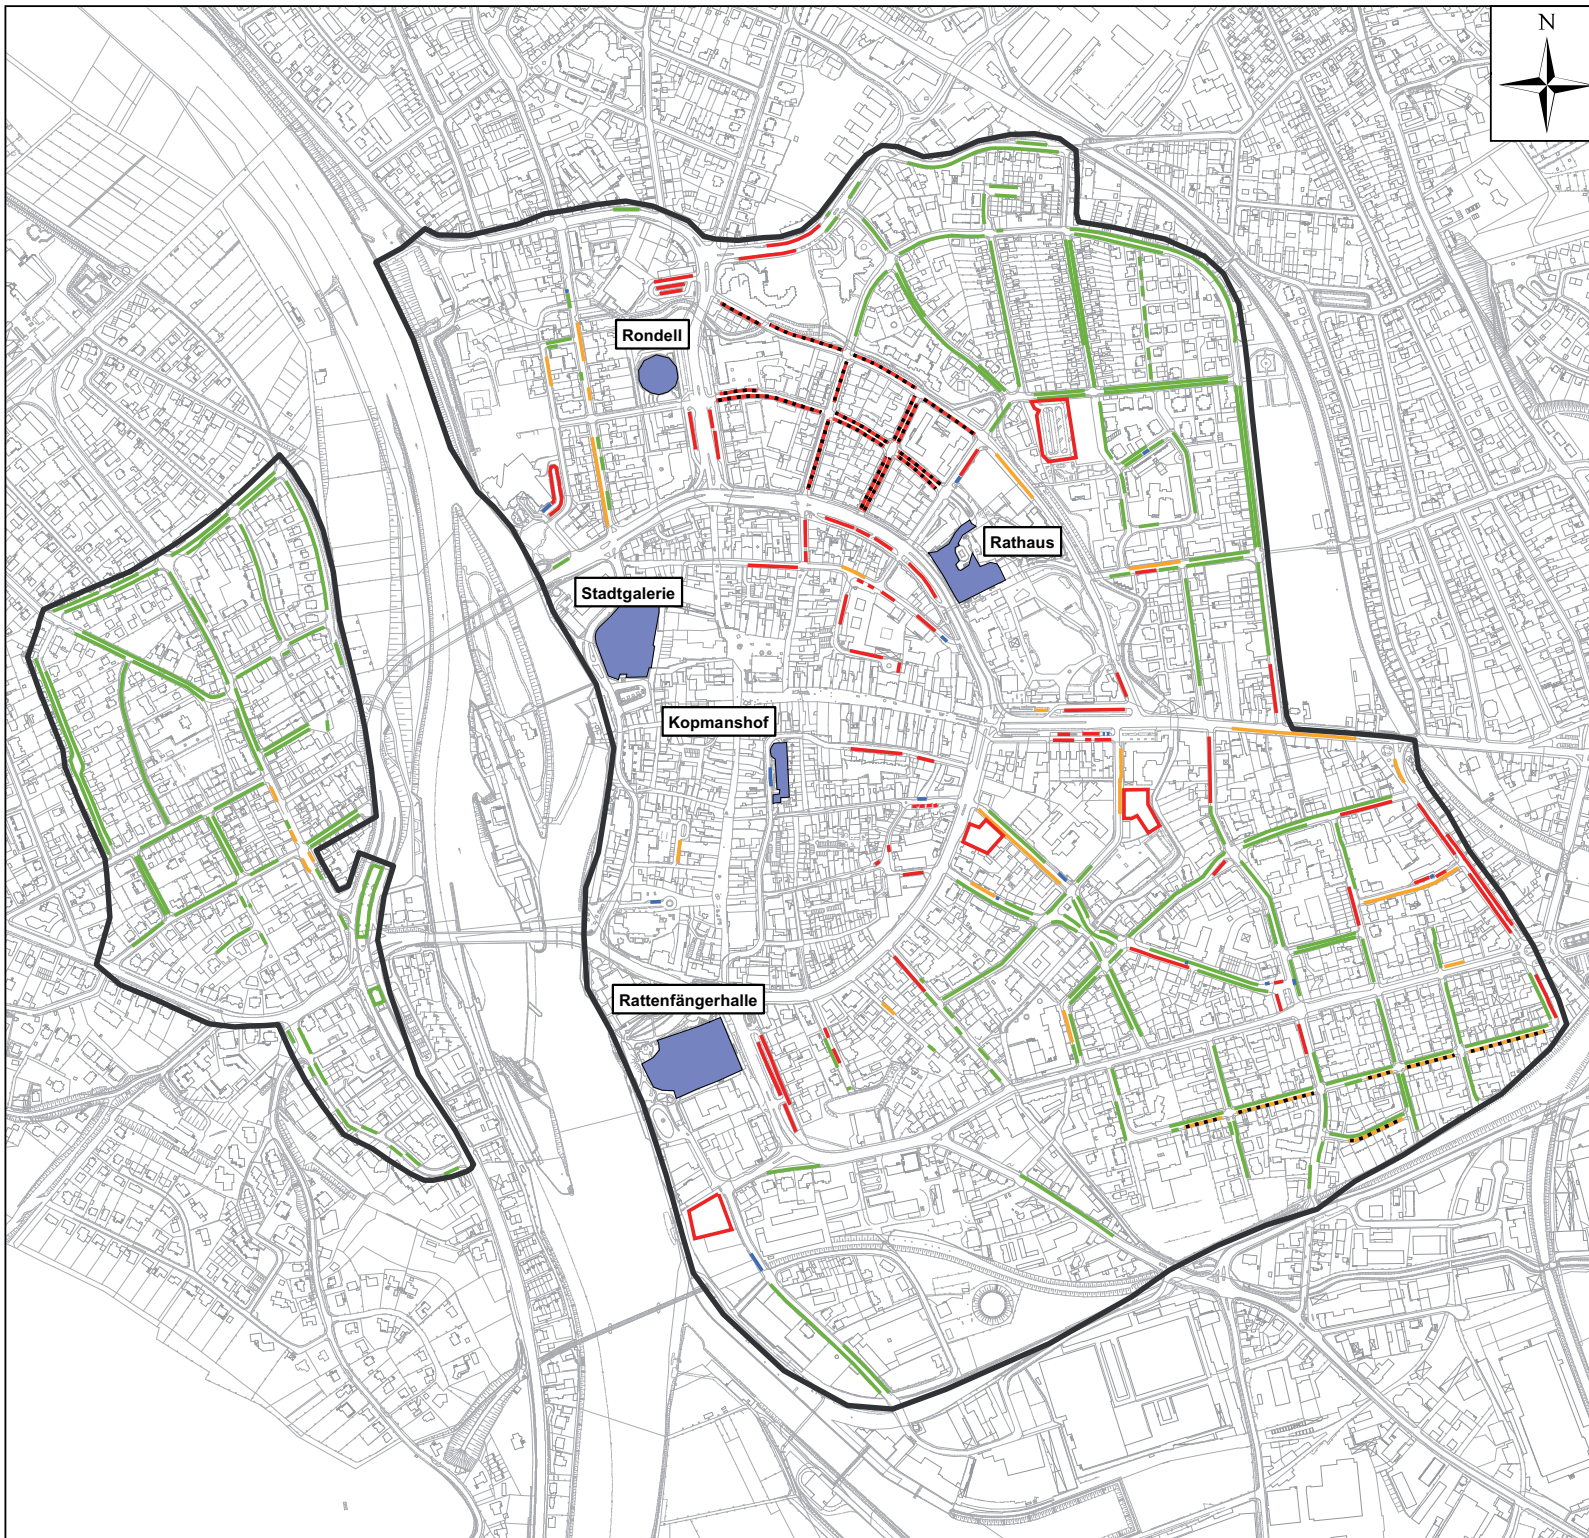 N
Rondell
Rathaus
Stadtgalerie
Kopmanshof
Rattenfängerhalle